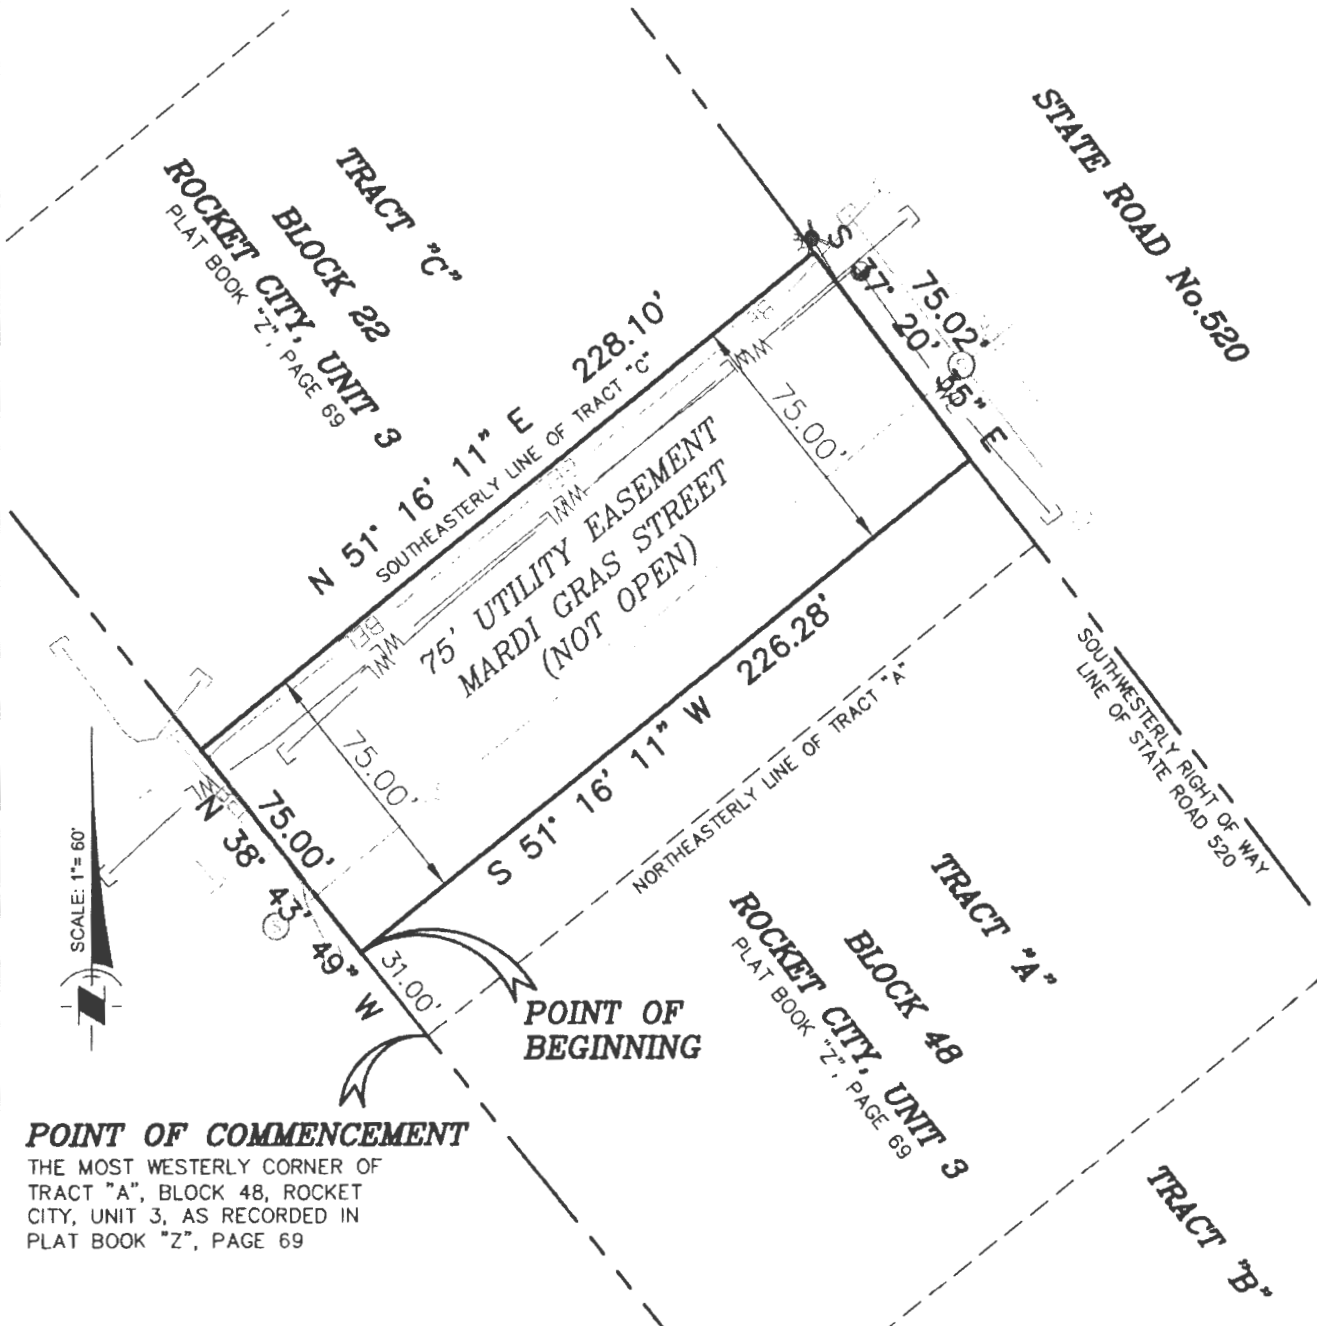 STATE ROAD No.520
TRACT "C"
BLOCK 22
ROCKET CITY, UNIT 3
PLAT BOOK "Z", PAGE 69
N 51° 16' 11" E 228.10'
SOUTHEASTERLY LINE OF TRACT "C"
S 37° 20' 35" E
75.02'
75.00'
75' UTILITY EASEMENT
MARDI GRAS STREET
(NOT OPEN)
75.00'
S 51° 16' 11" W 226.28'
NORTHEASTERLY LINE OF TRACT "A"
SOUTHWESTERLY RIGHT OF WAY
LINE OF STATE ROAD 520
75.00'
N 38° 43' 49" W
31.00'
SCALE: 1"= 60'
POINT OF
BEGINNING
TRACT "A"
BLOCK 48
ROCKET CITY, UNIT 3
PLAT BOOK "Z", PAGE 69
POINT OF COMMENCEMENT
THE MOST WESTERLY CORNER OF
TRACT "A", BLOCK 48, ROCKET
CITY, UNIT 3, AS RECORDED IN
PLAT BOOK "Z", PAGE 69
TRACT "B"